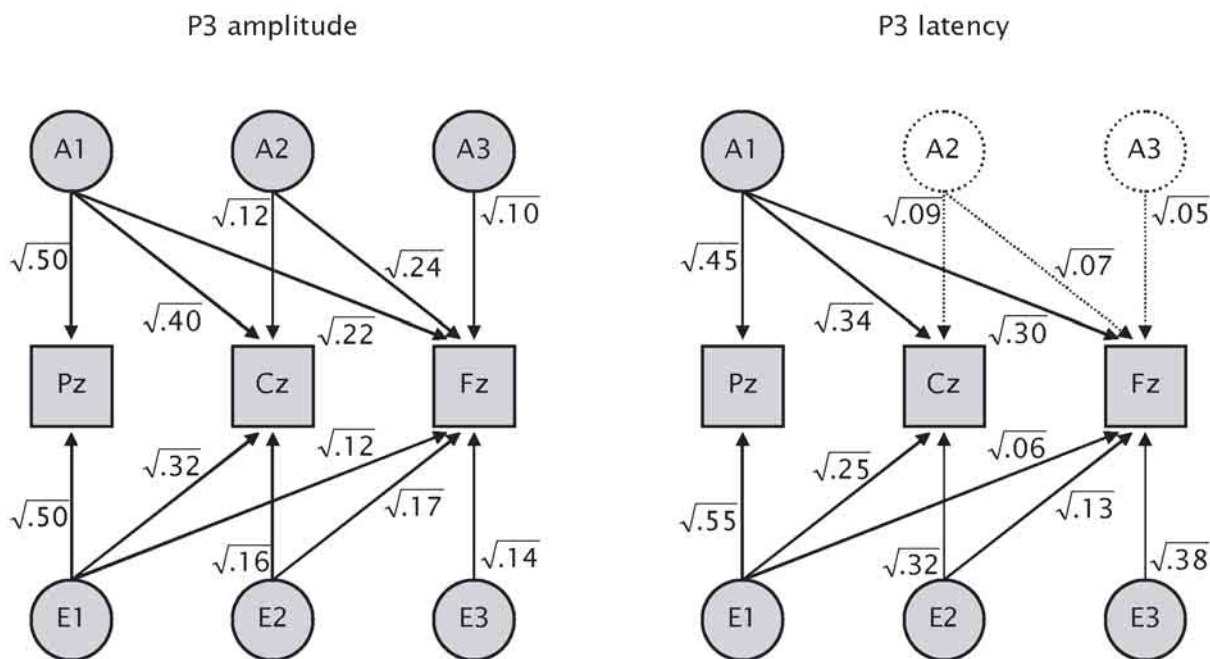 P3 amplitude
A1
A2
A3
√.50
√.40
√.12
√.22
√.24
√.10
Pz
Cz
Fz
√.50
√.32
√.12
√.16
√.17
√.14
E1
E2
E3
P3 latency
A1
A2
A3
√.45
√.34
√.09
√.30
√.07
√.05
Pz
Cz
Fz
√.55
√.25
√.06
√.32
√.13
√.38
E1
E2
E3